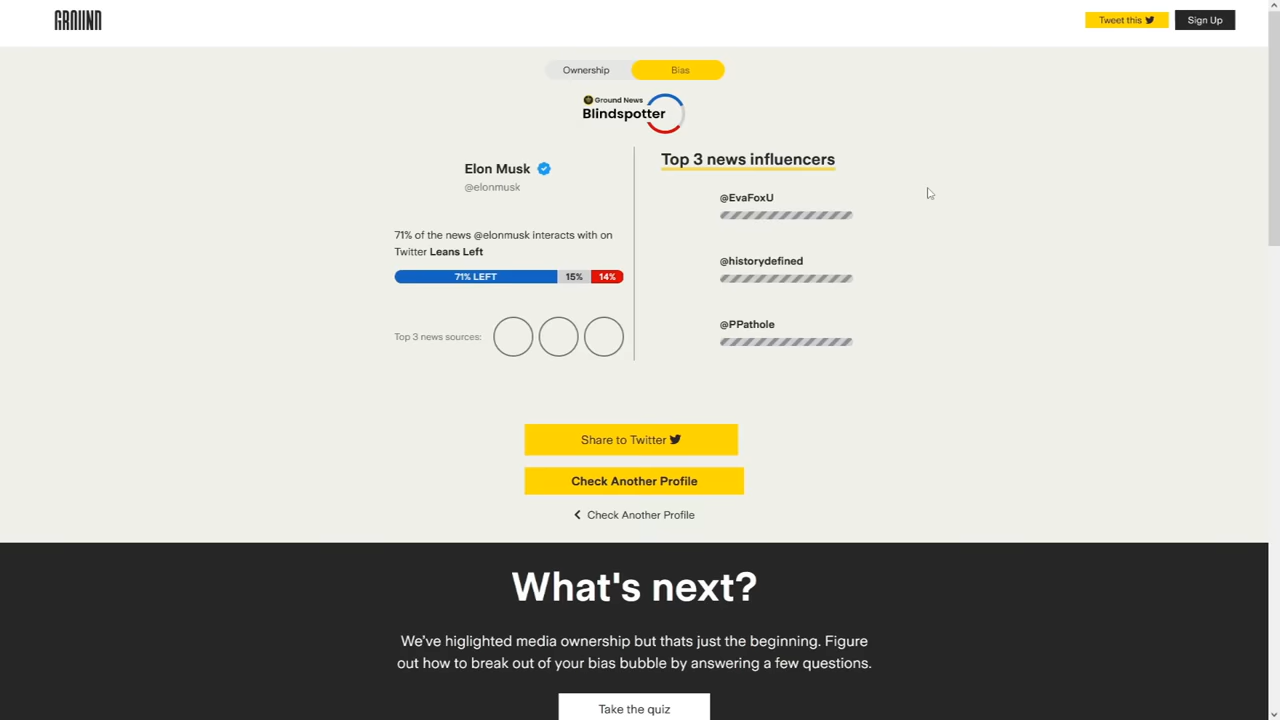 GROUND
Tweet this
Sign Up
Ownership
Bias
Ground News
Blindspotter
Elon Musk
@elonmusk
71% of the news @elonmusk interacts with on
Twitter Leans Left
71% LEFT
15%
14%
Top 3 news sources:
Top 3 news influencers
@EvaFoxU
@historydefined
@PPathole
Share to Twitter
Check Another Profile
Check Another Profile
What's next?
We've higlighted media ownership but thats just the beginning. Figure
out how to break out of your bias bubble by answering a few questions.
Take the quiz